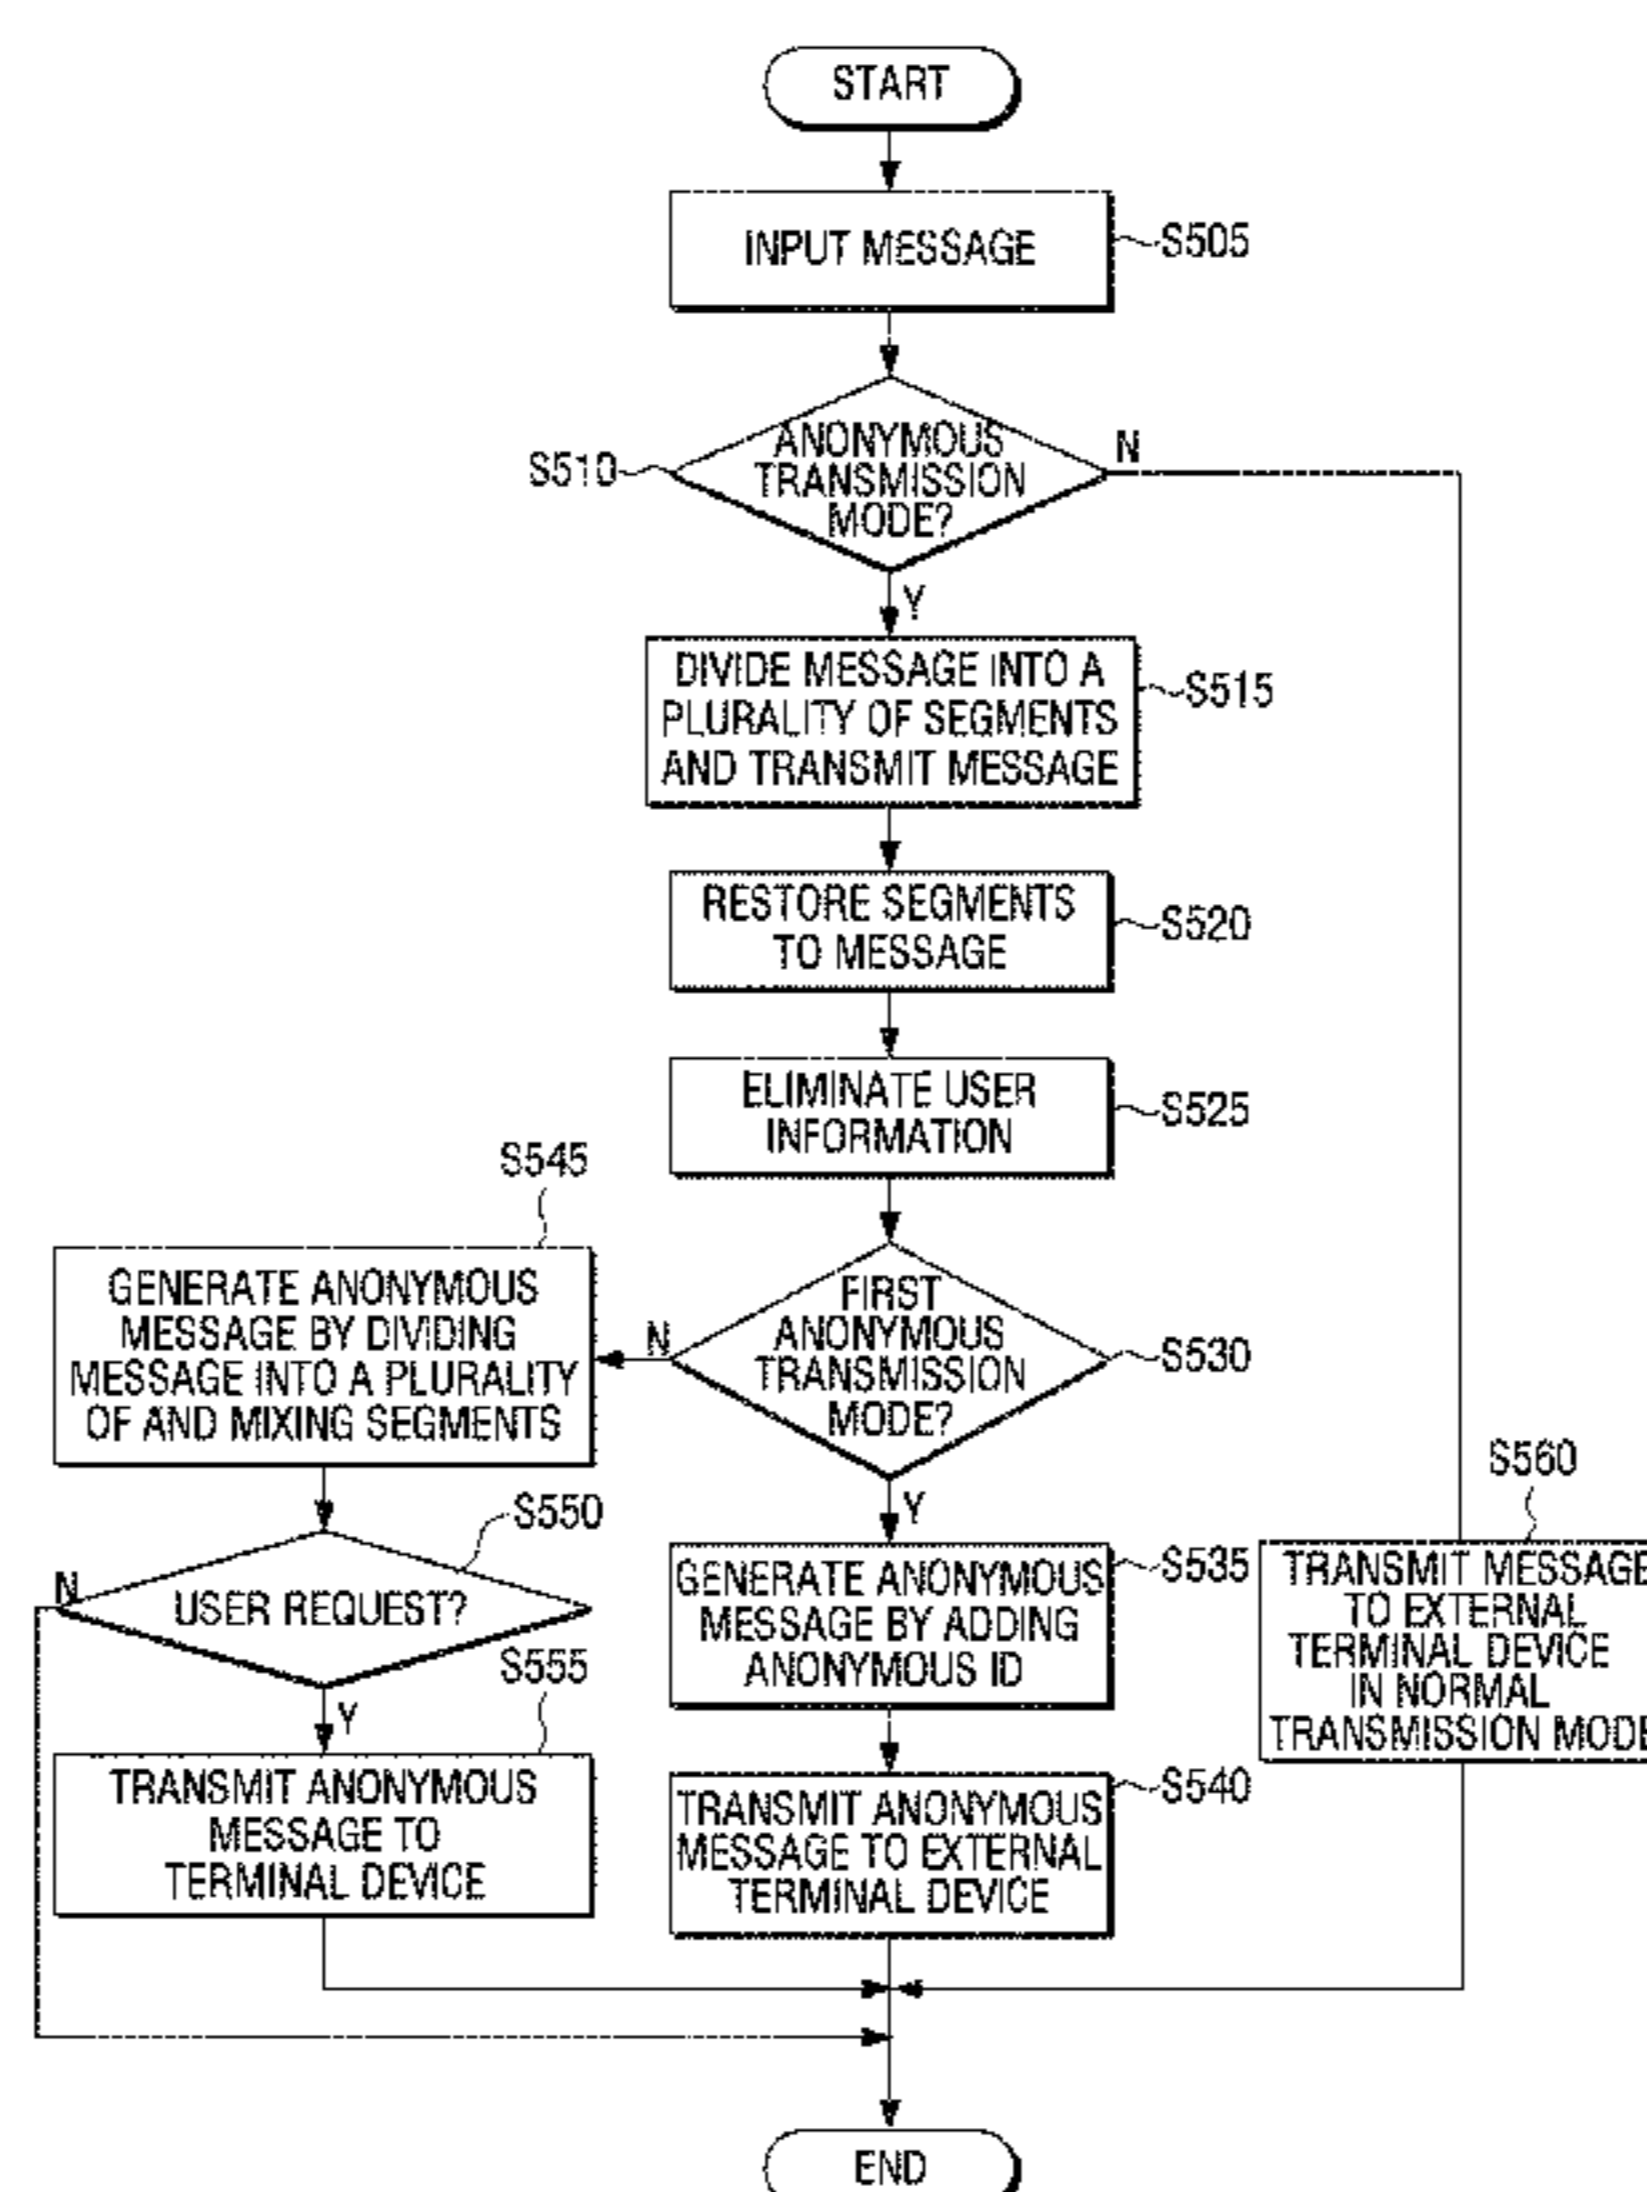 START
INPUT MESSAGE
S505
ANONYMOUS
TRANSMISSION
MODE?
S510
N
Y
DIVIDE MESSAGE INTO A
PLURALITY OF SEGMENTS
AND TRANSMIT MESSAGE
S515
RESTORE SEGMENTS
TO MESSAGE
S520
ELIMINATE USER
INFORMATION
S525
FIRST
ANONYMOUS
TRANSMISSION
MODE?
S530
N
Y
S545
GENERATE ANONYMOUS
MESSAGE BY DIVIDING
MESSAGE INTO A PLURALITY
OF AND MIXING SEGMENTS
S550
USER REQUEST?
N
Y
S555
TRANSMIT ANONYMOUS
MESSAGE TO
TERMINAL DEVICE
GENERATE ANONYMOUS
MESSAGE BY ADDING
ANONYMOUS ID
S535
TRANSMIT ANONYMOUS
MESSAGE TO EXTERNAL
TERMINAL DEVICE
S540
S560
TRANSMIT MESSAGE
TO EXTERNAL
TERMINAL DEVICE
IN NORMAL
TRANSMISSION MODE
END